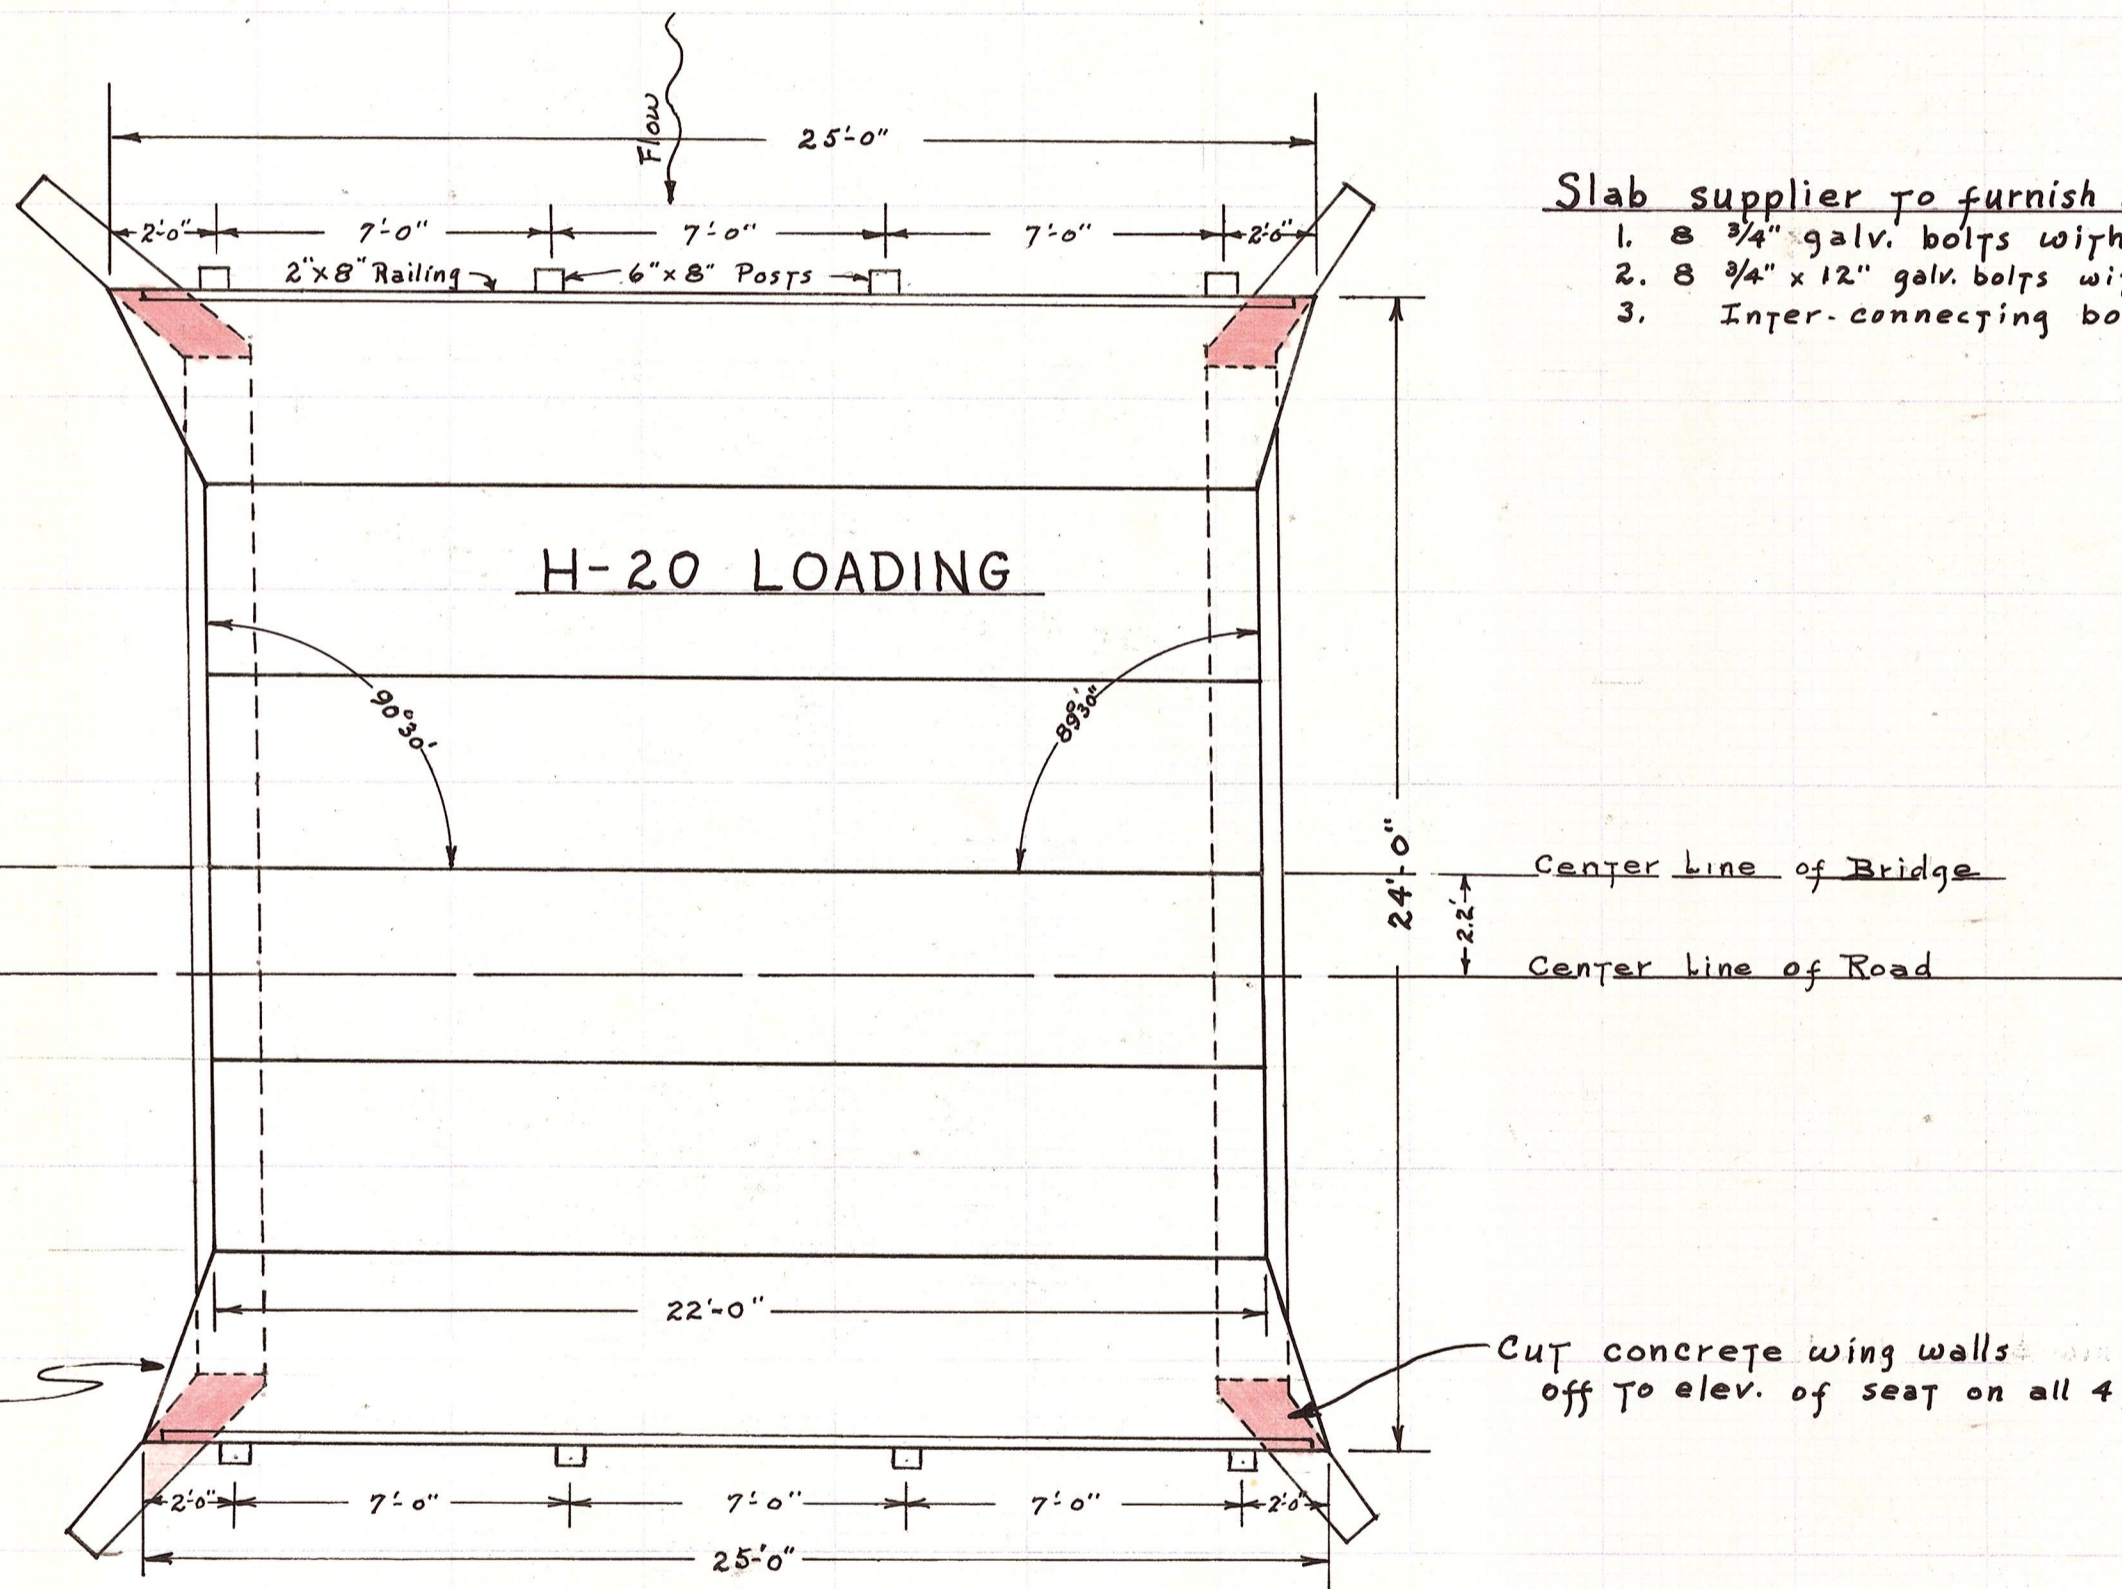 Flow
25'-0"
2'-0" 7'-0" 7'-0" 7'-0" 2'-0"
2"x8" Railing 6"x8" Posts
Slab supplier to furnish
1. 8 3/4" galv. bolts with
2. 8 3/4" x 12" galv. bolts wi
3. Inter-connecting bo
H-20 LOADING
90°30'
89°30"
24'-0"
Center Line of Bridge
2.2'
Center Line of Road
22'-0"
Cut concrete wing walls
off to elev. of seat on all 4
2'-0" 7'-0" 7'-0" 7'-0" 2'-0"
25'-0"